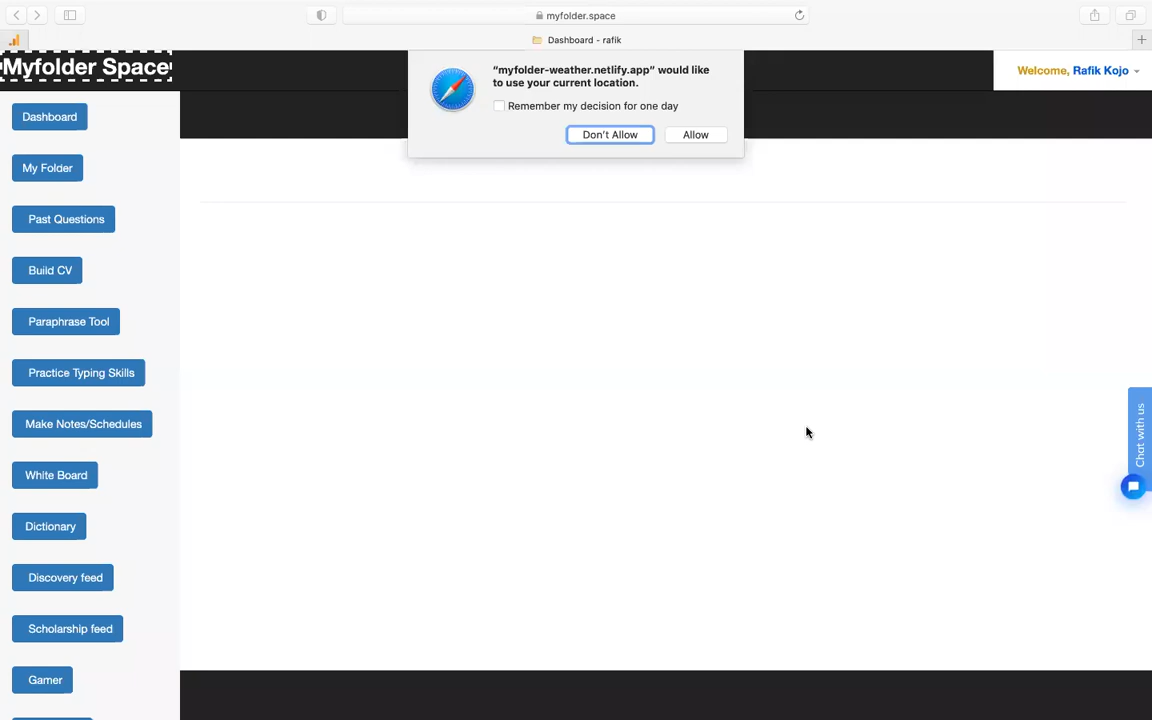 myfolder.space
Dashboard - rafik
Myfolder Space
"myfolder-weather.netlify.app" would like
to use your current location.
Remember my decision for one day
Don't Allow
Allow
Welcome, Rafik Kojo
Dashboard
My Folder
Past Questions
Build CV
Paraphrase Tool
Practice Typing Skills
Make Notes/Schedules
White Board
Dictionary
Discovery feed
Scholarship feed
Gamer
Chat with us